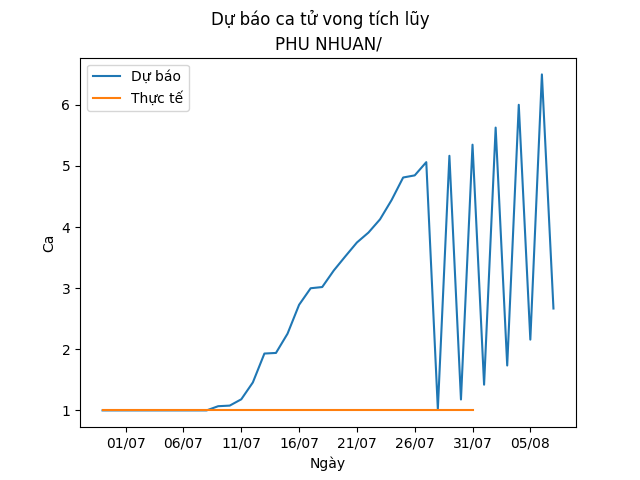 Dự báo ca tử vong tích lũy
PHU NHUAN/
Dự báo
Thực tế
Ca
6
5
4
3
2
1
01/07 06/07 11/07 16/07 21/07 26/07 31/07 05/08
Ngày